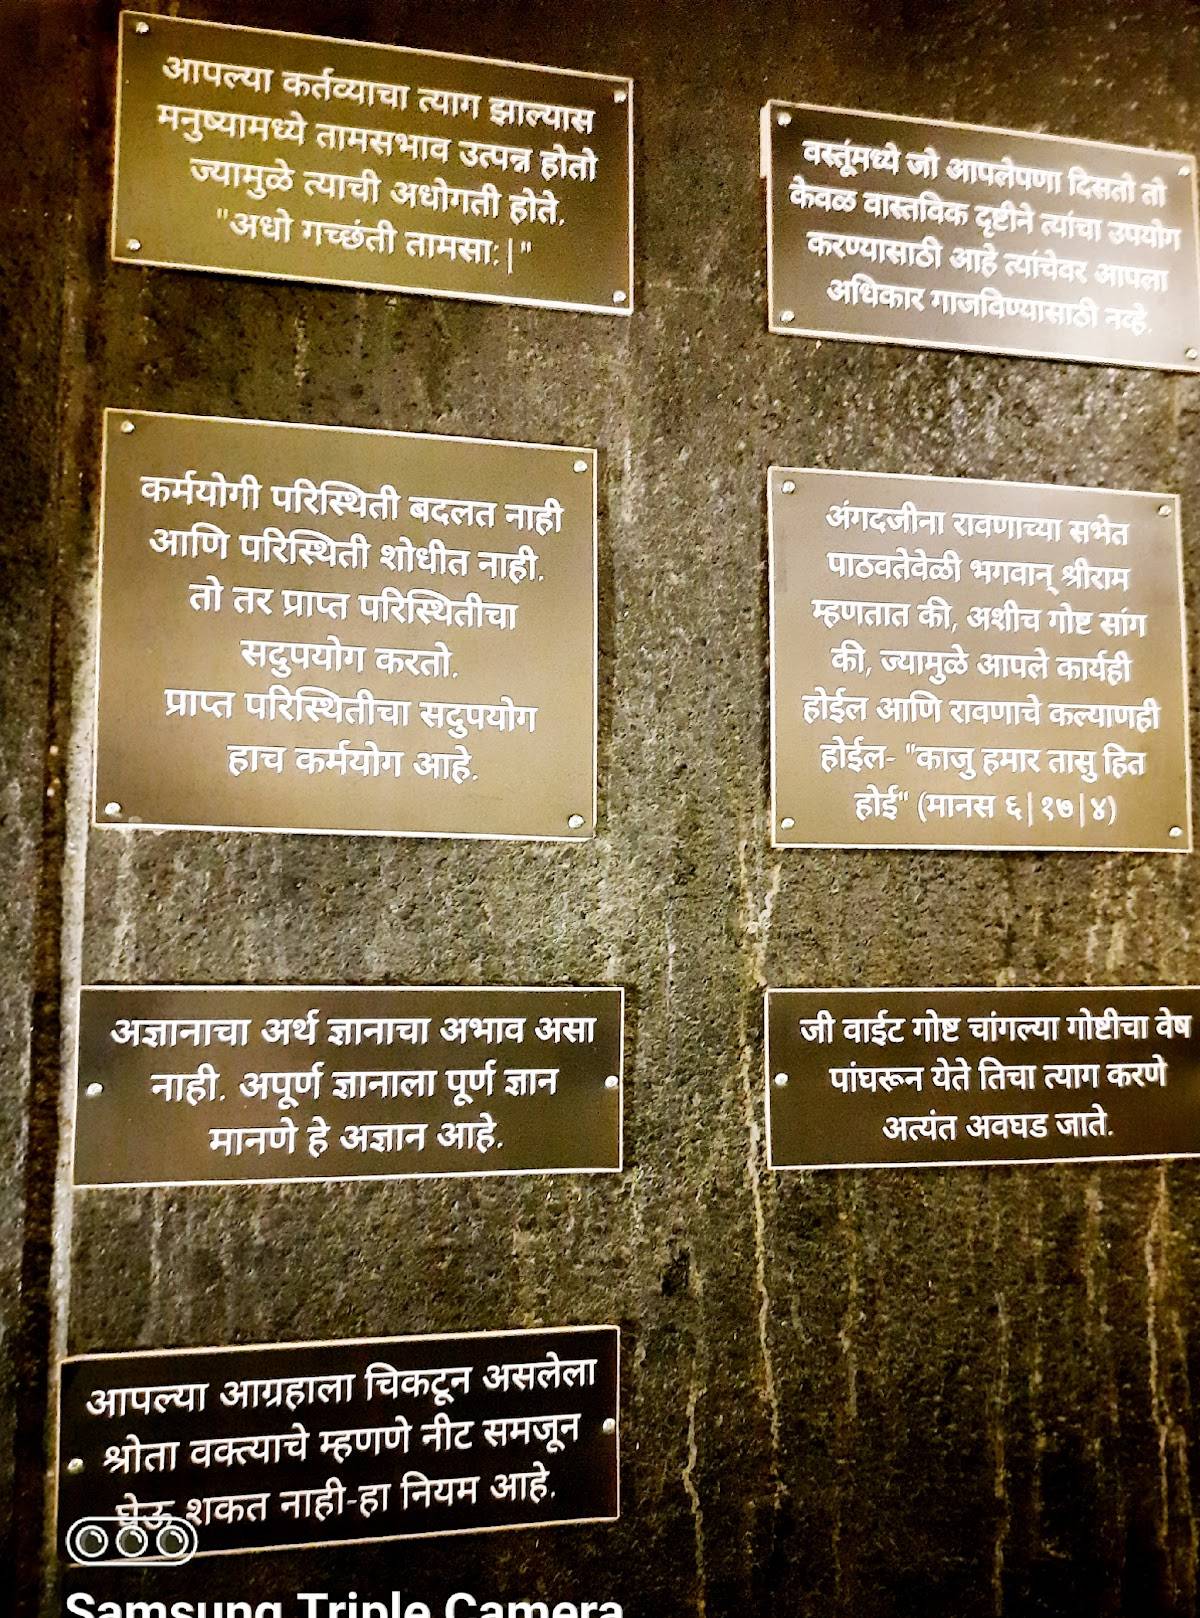 आपल्या कर्तव्याचा त्याग झाल्यास
मनुष्यामध्ये तामसभाव उत्पन्न होतो
ज्यामुळे त्याची अधोगती होते.
"अधो गच्छंती तामसा:|"
वस्तूंमध्ये जो आपलेपणा दिसतो तो
केवळ वास्तविक दृष्टीने त्यांचा उपयोग
करण्यासाठी आहे त्यांचेवर आपला
अधिकार गाजविण्यासाठी नव्हे.
कर्मयोगी परिस्थिती बदलत नाही
आणि परिस्थिती शोधीत नाही.
तो तर प्राप्त परिस्थितीचा
सदुपयोग करतो.
प्राप्त परिस्थितीचा सदुपयोग
हाच कर्मयोग आहे.
अंगदजीना रावणाच्या सभेत
पाठवतेवेळी भगवान् श्रीराम
म्हणतात की, अशीच गोष्ट सांग
की, ज्यामुळे आपले कार्यही
होईल आणि रावणाचे कल्याणही
होईल- "काजु हमार तासु हित
होई" (मानस ६|१७|४)
अज्ञानाचा अर्थ ज्ञानाचा अभाव असा
नाही. अपूर्ण ज्ञानाला पूर्ण ज्ञान
मानणे हे अज्ञान आहे.
जी वाईट गोष्ट चांगल्या गोष्टीचा वेष
पांघरून येते तिचा त्याग करणे
अत्यंत अवघड जाते.
आपल्या आग्रहाला चिकटून असलेला
श्रोता वक्त्याचे म्हणणे नीट समजून
घेऊ शकत नाही-हा नियम आहे.
Samsung Triple Camera